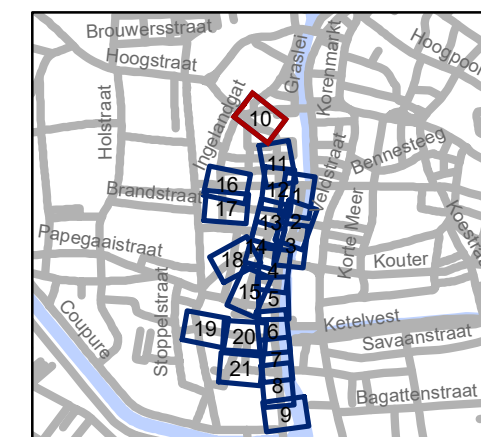 Brouwersstraat
Hoogstraat
Graslei
Korenmarkt
Hoogpoor
Holstraat
Ingelandgat
10
Bennesteeg
11
16
12
1
Veldstraat
Brandstraat
17
13
2
Korte Meer
Koestra
Papegaaistraat
14
3
18
4
Kouter
15
5
Coupure
Stoppelstraat
19
20
6
Ketelvest
Savaanstraat
21
7
8
Bagattenstraat
9